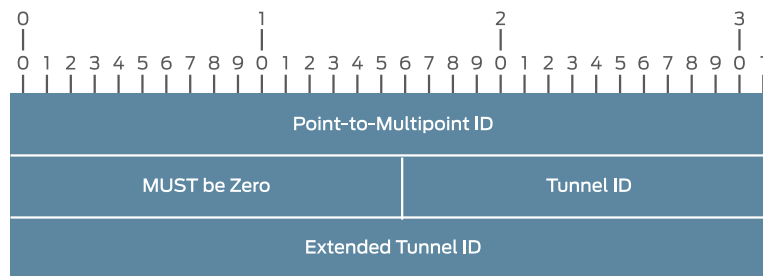 0 1 2 3
0 1 2 3 4 5 6 7 8 9 0 1 2 3 4 5 6 7 8 9 0 1 2 3 4 5 6 7 8 9 0 1
Point-to-Multipoint ID
MUST be Zero Tunnel ID
Extended Tunnel ID